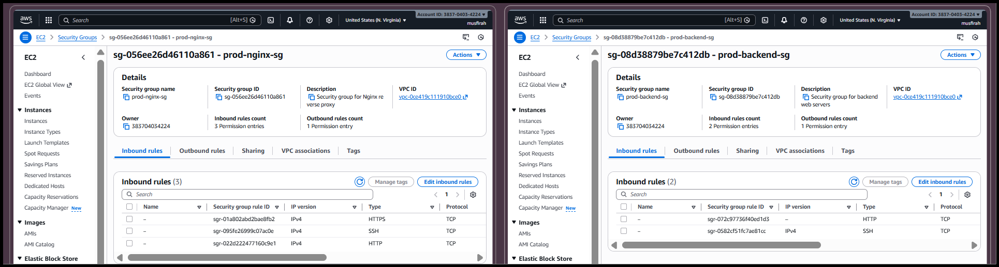 aws
Search
[Alt+S]
United States (N. Virginia)
Account ID: 3837-0403-4224
musfirah
EC2
Security Groups
sg-056ee26d46110a861 - prod-nginx-sg
EC2
Dashboard
EC2 Global View
Events
Instances
Instances
Instance Types
Launch Templates
Spot Requests
Savings Plans
Reserved Instances
Dedicated Hosts
Capacity Reservations
Capacity Manager New
Images
AMIs
AMI Catalog
Elastic Block Store
sg-056ee26d46110a861 - prod-nginx-sg
Actions
Details
Security group name
prod-nginx-sg
Security group ID
sg-056ee26d46110a861
Description
Security group for Nginx re
verse proxy
VPC ID
vpc-0ce419c111910bce0
Owner
383704034224
Inbound rules count
3 Permission entries
Outbound rules count
1 Permission entry
Inbound rules
Outbound rules
Sharing
VPC associations
Tags
Inbound rules (3)
Manage tags
Edit inbound rules
Search
1
Name Security group rule ID IP version Type Protocol
– sgr-01a802abd2bae8fb2 IPv4 HTTPS TCP
– sgr-095fe26999c07ac0e IPv4 SSH TCP
– sgr-022d222477160c9e1 IPv4 HTTP TCP
aws
Search
[Alt+S]
United States (N. Virginia)
Account ID: 3837-0403-4224
musfirah
EC2
Security Groups
sg-08d38879be7c412db - prod-backend-sg
EC2
Dashboard
EC2 Global View
Events
Instances
Instances
Instance Types
Launch Templates
Spot Requests
Savings Plans
Reserved Instances
Dedicated Hosts
Capacity Reservations
Capacity Manager New
Images
AMIs
AMI Catalog
Elastic Block Store
sg-08d38879be7c412db - prod-backend-sg
Actions
Details
Security group name
prod-backend-sg
Security group ID
sg-08d38879be7c412db
Description
Security group for backend
web servers
VPC ID
vpc-0ce419c111910bce0
Owner
383704034224
Inbound rules count
2 Permission entries
Outbound rules count
1 Permission entry
Inbound rules
Outbound rules
Sharing
VPC associations
Tags
Inbound rules (2)
Manage tags
Edit inbound rules
Search
1
Name Security group rule ID IP version Type Protocol
– sgr-072c97736f40ed1d3 – HTTP TCP
– sgr-0582cf51fc7ae81cc IPv4 SSH TCP